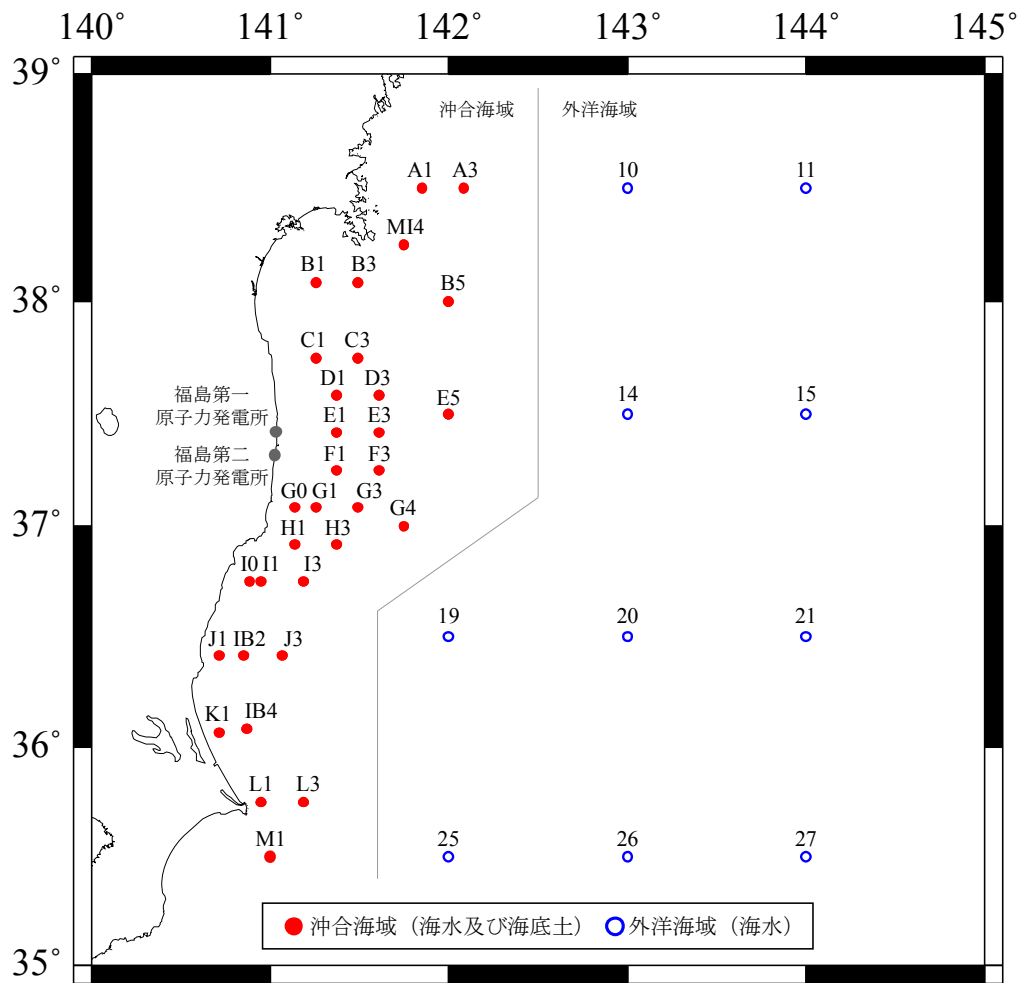 140° 141° 142° 143° 144° 145°
39°
沖合海域 外洋海域
A1 A3 10 11
MI4
B1 B3 B5
38°
C1 C3
D1 D3 E5 14 15
福島第一
原子力発電所
E1 E3
福島第二
原子力発電所
F1 F3
G0 G1 G3 G4
37°
H1 H3
I0 I1 I3
19 20 21
J1 IB2 J3
K1 IB4
36°
L1 L3
M1 25 26 27
沖合海域（海水及び海底土） 外洋海域（海水）
35°